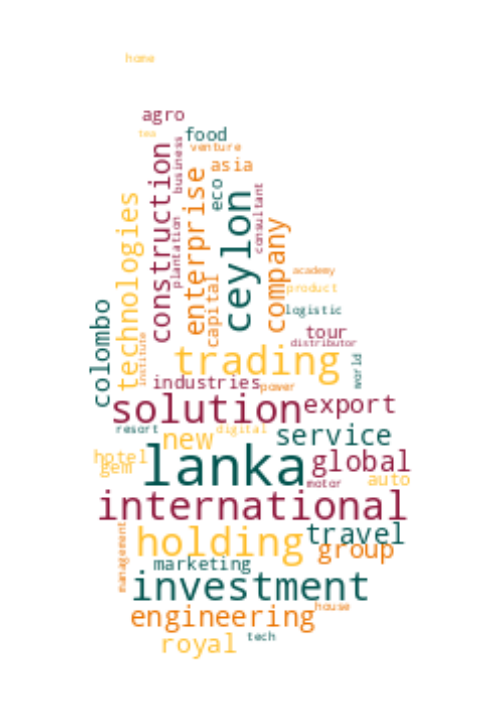 home
agro
tea
food
business
venture
construction
asia
enterprise
eco
ceylon
consultant
technologies
plantation
company
capital
academy
product
colombo
logistic
institute
tour
distributor
trading
world
industries
power
solution
export
resort
new
digital
service
hotel
gem
lanka
global
motor
auto
international
holding
travel
management
group
marketing
investment
engineering
house
royal
tech